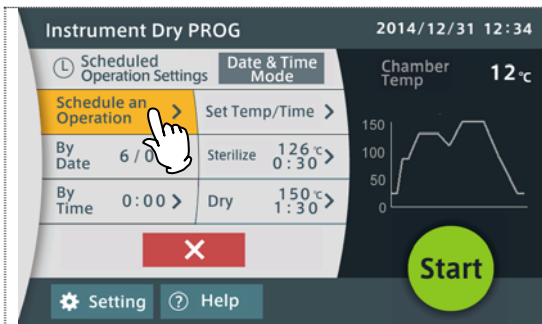 Instrument Dry PROG
2014/12/31 12:34
Scheduled
Operation Settings
Date & Time
Mode
Chamber
Temp
12℃
Schedule an
Operation >
Set Temp/Time >
By
Date
6 / 0
Sterilize
126℃
0:30 >
By
Time
0:00 >
Dry
150℃
1:30 >
150
100
50
0
Start
Setting
? Help